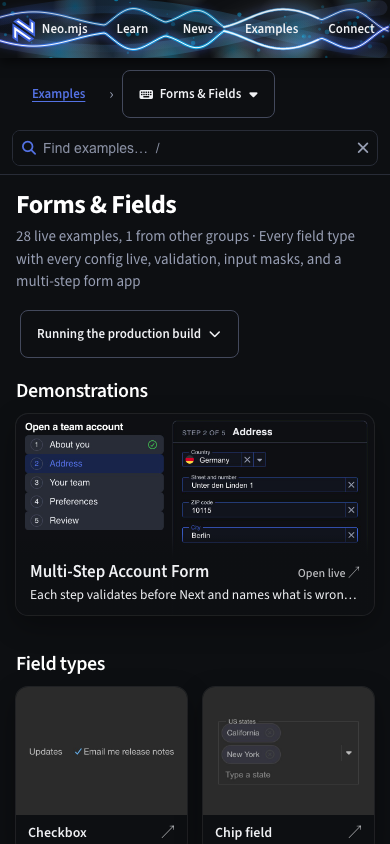 Neo.mjs Learn News Examples Connect
Examples › Forms & Fields
Find examples… /
Forms & Fields
28 live examples, 1 from other groups · Every field type
with every config live, validation, input masks, and a
multi-step form app
Running the production build
Demonstrations
Open a team account
1 About you
2 Address
3 Your team
4 Preferences
5 Review
STEP 2 OF 5 Address
Country
Germany
Street and number
Unter den Linden 1
ZIP code
10115
City
Berlin
Multi-Step Account Form
Open live
Each step validates before Next and names what is wron…
Field types
Updates Email me release notes
Checkbox
US states
California
New York
Type a state
Chip field